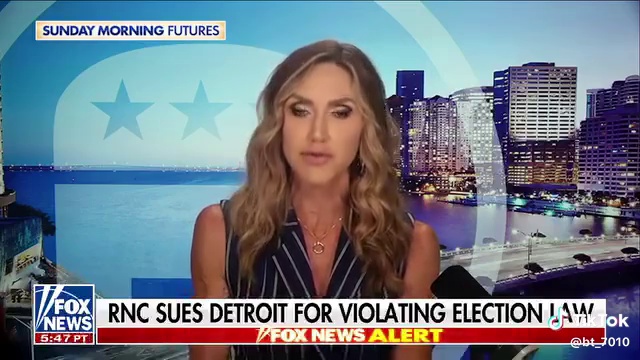 SUNDAY MORNING FUTURES
RNC SUES DETROIT FOR VIOLATING ELECTION LAW
FOX
NEWS
5:47 PT
FOX NEWS ALERT
TikTok
@bt_7010